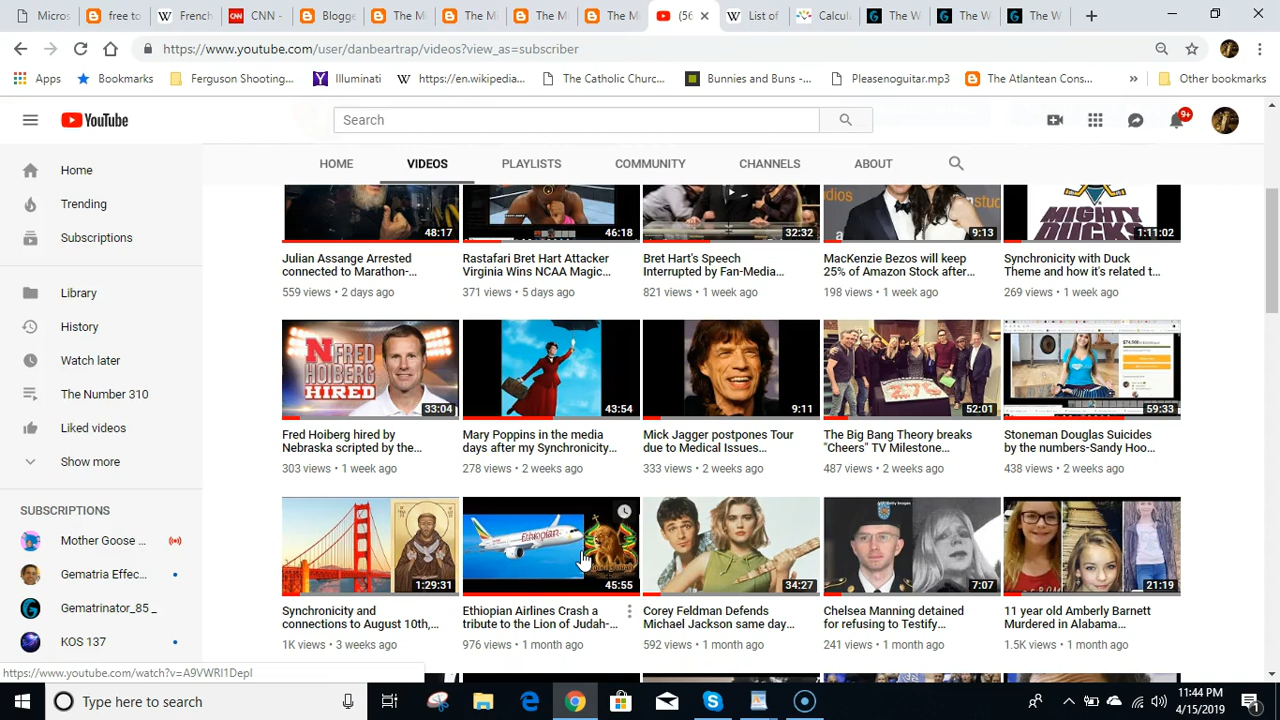 Micros
free to
French
CNN -
Blogge
The M
The M
The M
The M
(56
List of
Calcul
The W
The W
The W
https://www.youtube.com/user/danbeartrap/videos?view_as=subscriber
Apps
Bookmarks
Ferguson Shooting...
Illuminati
https://en.wikipedia...
The Catholic Churc...
Bunnies and Buns -...
Pleasenoguitar.mp3
The Atlantean Cons...
»
Other bookmarks
YouTube
Search
9+
HOME
VIDEOS
PLAYLISTS
COMMUNITY
CHANNELS
ABOUT
Home
Trending
Subscriptions
Library
History
Watch later
The Number 310
Liked videos
Show more
SUBSCRIPTIONS
Mother Goose ...
Gematria Effec...
Gematrinator_85_
KOS 137
48:17
46:18
32:32
9:13
MIGHTY
DUCKS
1:11:02
Julian Assange Arrested
connected to Marathon-...
559 views • 2 days ago
Rastafari Bret Hart Attacker
Virginia Wins NCAA Magic...
371 views • 5 days ago
Bret Hart's Speech
Interrupted by Fan-Media...
821 views • 1 week ago
MacKenzie Bezos will keep
25% of Amazon Stock after...
198 views • 1 week ago
Synchronicity with Duck
Theme and how it's related t...
269 views • 1 week ago
N FRED
HOIBERG
HIRED
33:04
43:54
9:11
52:01
59:33
Fred Hoiberg hired by
Nebraska scripted by the...
303 views • 1 week ago
Mary Poppins in the media
days after my Synchronicity...
278 views • 2 weeks ago
Mick Jagger postpones Tour
due to Medical Issues...
333 views • 2 weeks ago
The Big Bang Theory breaks
"Cheers" TV Milestone...
487 views • 2 weeks ago
Stoneman Douglas Suicides
by the numbers-Sandy Hoo...
438 views • 2 weeks ago
1:29:31
Ethiopian
45:55
34:27
7:07
21:19
Synchronicity and
connections to August 10th,...
1K views • 3 weeks ago
Ethiopian Airlines Crash a
tribute to the Lion of Judah-...
976 views • 1 month ago
Corey Feldman Defends
Michael Jackson same day...
592 views • 1 month ago
Chelsea Manning detained
for refusing to Testify...
241 views • 1 month ago
11 year old Amberly Barnett
Murdered in Alabama...
1.5K views • 1 month ago
https://www.youtube.com/watch?v=A9VWRl1DepI
Type here to search
11:44 PM
4/15/2019